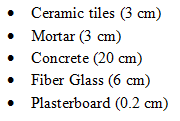 • Ceramic tiles (3 cm)
• Mortar (3 cm)
• Concrete (20 cm)
• Fiber Glass (6 cm)
• Plasterboard (0.2 cm)